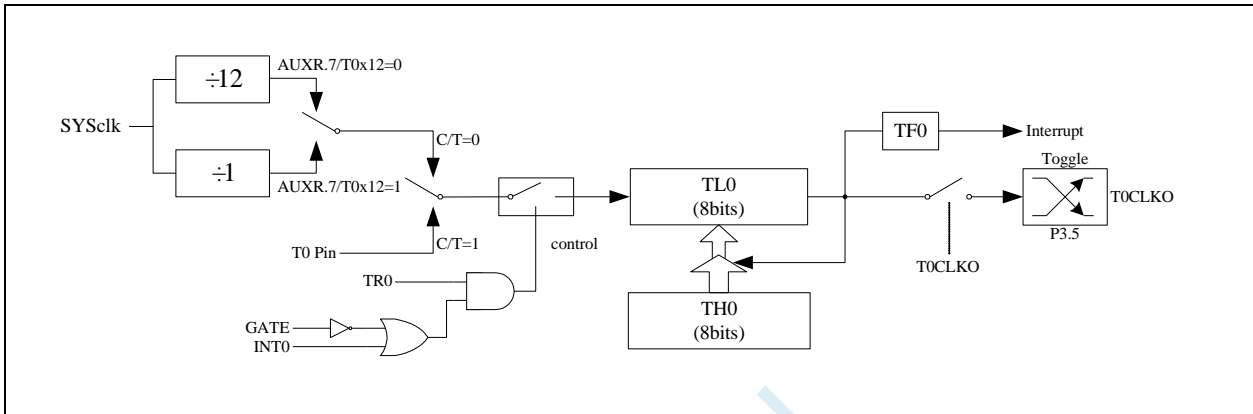 ÷12
AUXR.7/T0x12=0
SYSclk
÷1
AUXR.7/T0x12=1
C/T=0
C/T=1
T0 Pin
control
TR0
GATE
INT0
TL0
(8bits)
TH0
(8bits)
TF0
Interrupt
Toggle
T0CLKO
P3.5
T0CLKO